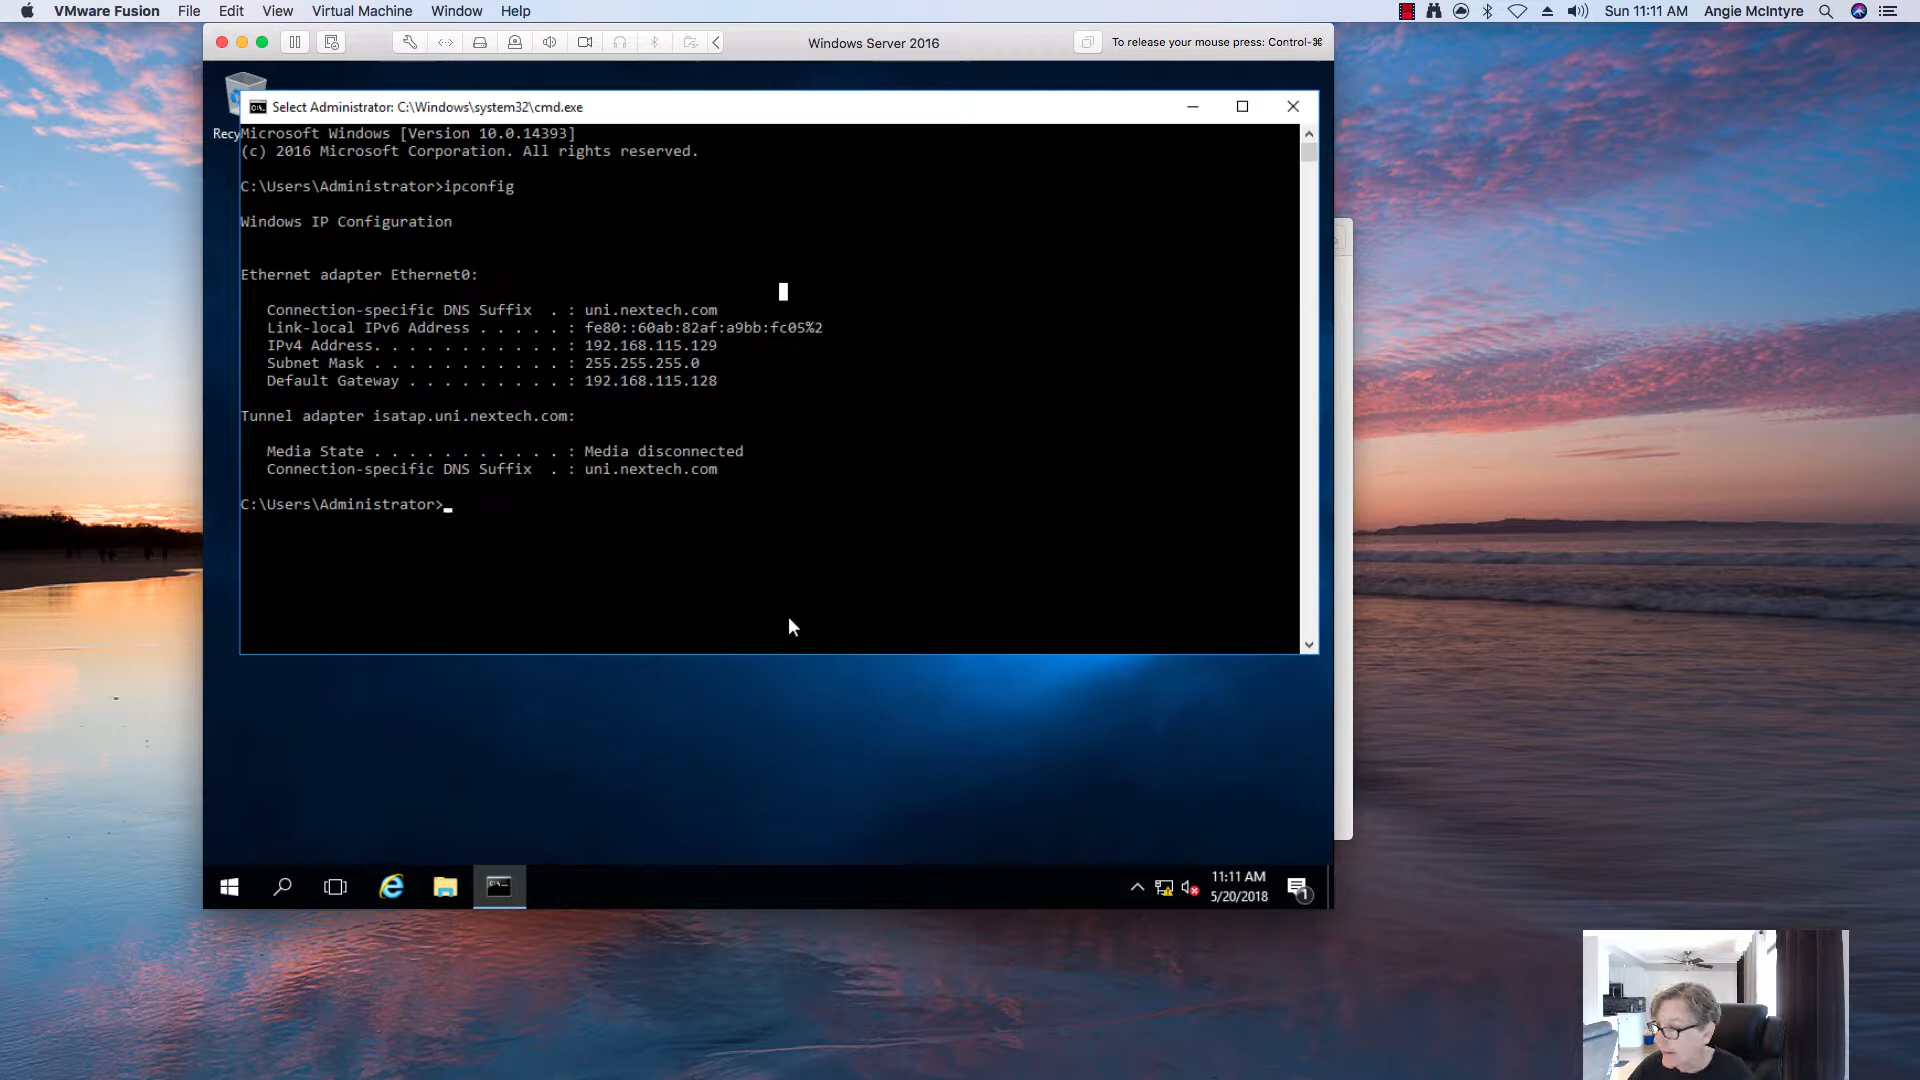 VMware Fusion File Edit View Virtual Machine Window Help Sun 11:11 AM Angie McIntyre
Windows Server 2016 To release your mouse press: Control-⌘
Select Administrator: C:\Windows\system32\cmd.exe
Recy
Microsoft Windows [Version 10.0.14393]
(c) 2016 Microsoft Corporation. All rights reserved.
C:\Users\Administrator>ipconfig
Windows IP Configuration
Ethernet adapter Ethernet0:
Connection-specific DNS Suffix . : uni.nextech.com
Link-local IPv6 Address . . . . . : fe80::60ab:82af:a9bb:fc05%2
IPv4 Address. . . . . . . . . . . : 192.168.115.129
Subnet Mask . . . . . . . . . . . : 255.255.255.0
Default Gateway . . . . . . . . . : 192.168.115.128
Tunnel adapter isatap.uni.nextech.com:
Media State . . . . . . . . . . . : Media disconnected
Connection-specific DNS Suffix . : uni.nextech.com
C:\Users\Administrator>
11:11 AM
5/20/2018
1